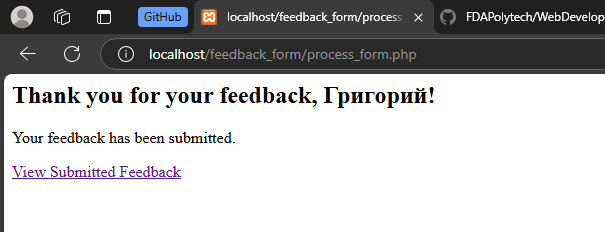 GitHub
localhost/feedback_form/process_
FDAPolytech/WebDevelop
localhost/feedback_form/process_form.php
Thank you for your feedback, Григорий!
Your feedback has been submitted.
View Submitted Feedback